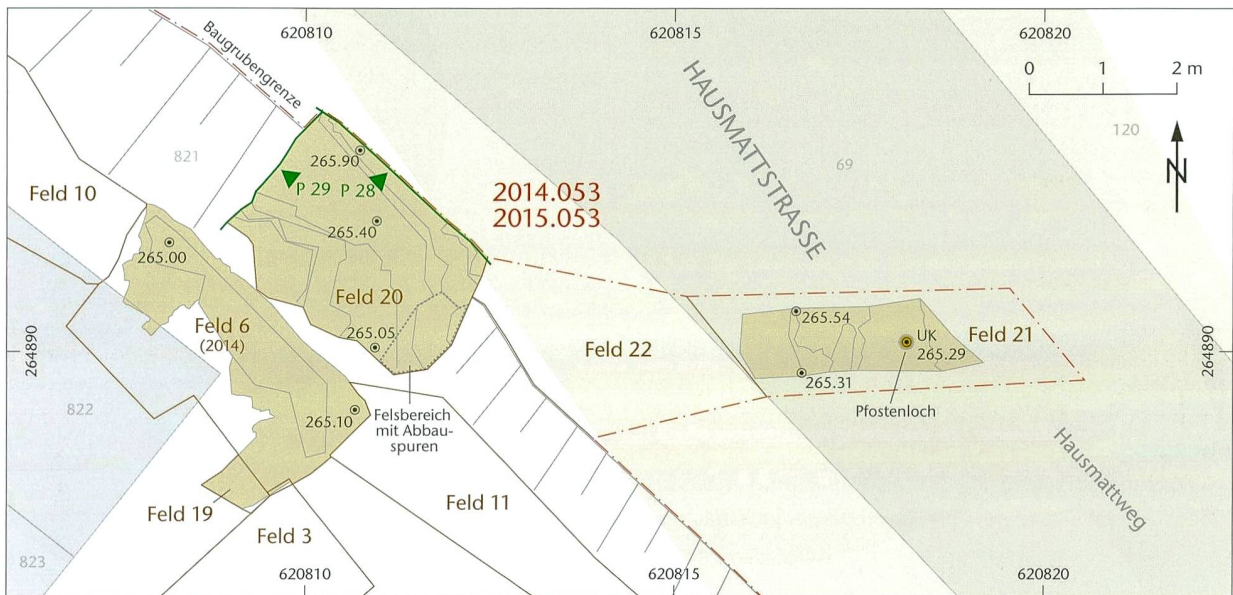 620810
620815
620820
Baugrubengrenze
HAUSMATTSTRASSE
0 1 2 m
120
821
69
265.90
N
P 29 P 28
Feld 10
2014.053
2015.053
265.40
265.00
Feld 20
265.54
Feld 6
(2014)
UK
265.29
Feld 21
264890
265.05
Feld 22
264890
265.31
822
265.10
Felsbereich
mit Abbau-
spuren
Pfostenloch
Hausmattweg
Feld 19
Feld 11
Feld 3
823
620810
620815
620820